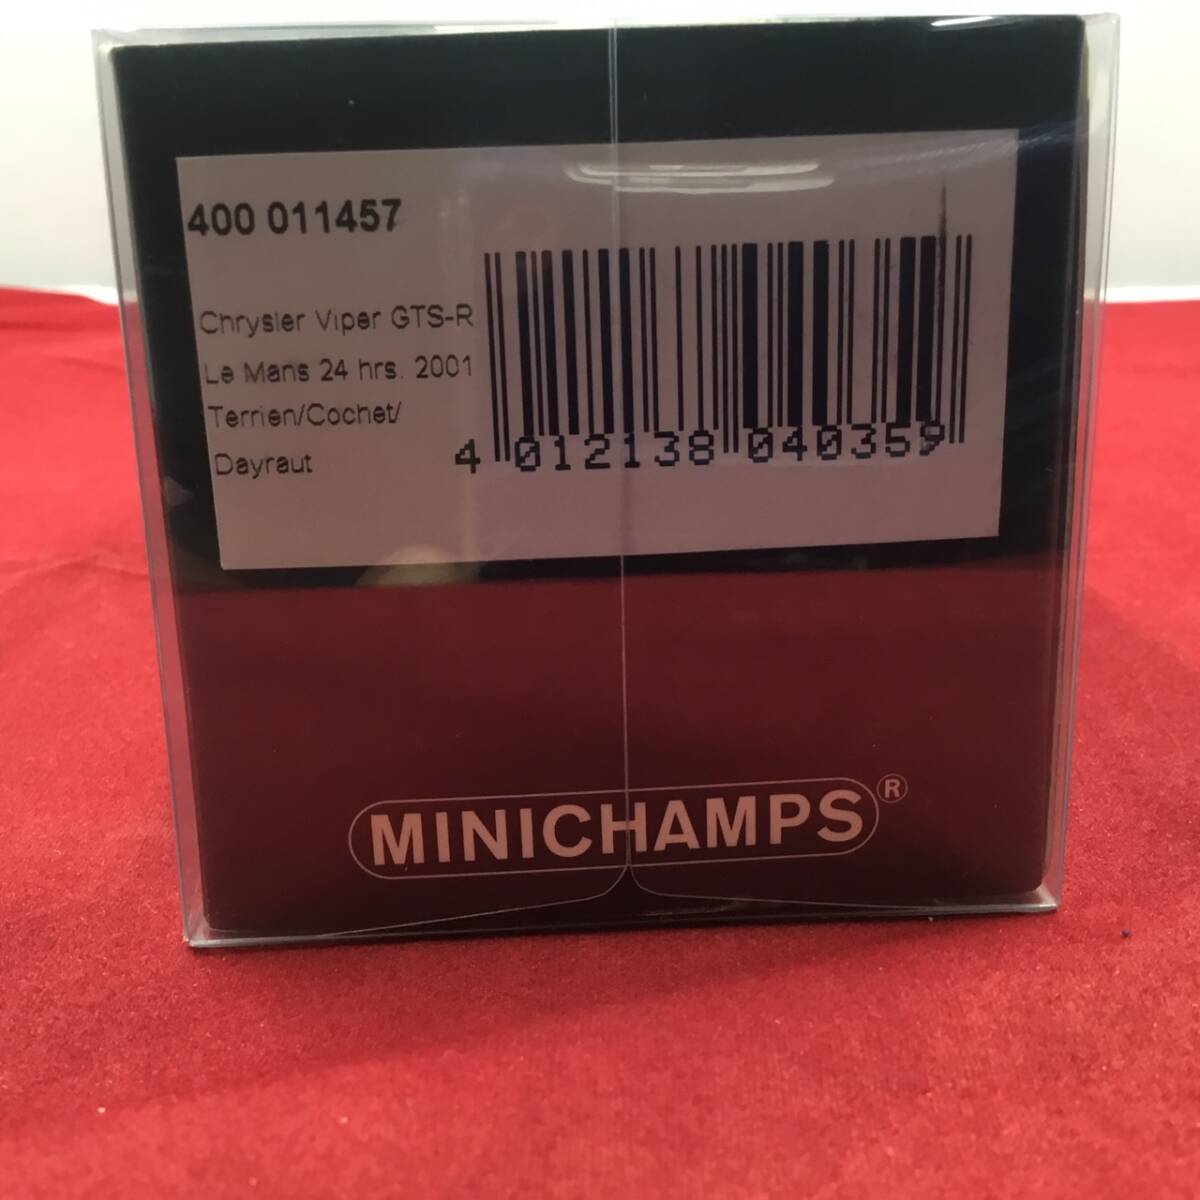 400 011457
Chrysler Viper GTS-R
Le Mans 24 hrs. 2001
Terrien/Cochet/
Dayraut
4 012138 040359
MINICHAMPS®